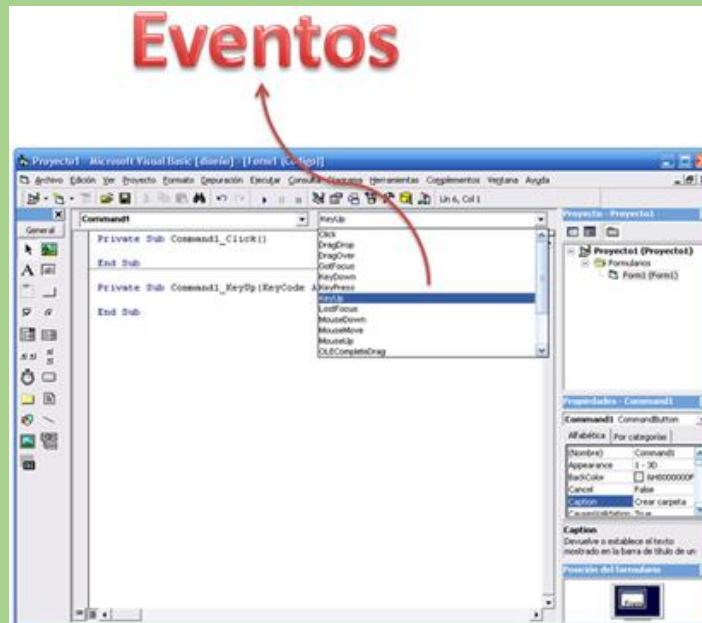 Eventos
Proyecto1 - Microsoft Visual Basic [diseño] - [Form1 (Código)]
Archivo Edición Ver Proyecto Formato Depuración Ejecutar Consulta Diagrama Herramientas Complementos Ventana Ayuda
Lín 6, Col 1
General
Command1
KeyUp
Private Sub Command1_Click()
End Sub
Private Sub Command1_KeyUp(KeyCode A
End Sub
Click
DragDrop
DragOver
GotFocus
KeyDown
KeyPress
KeyUp
LostFocus
MouseDown
MouseMove
MouseUp
OLECompleteDrag
Proyecto - Proyecto1
Proyecto1 (Proyecto1)
Formularios
Form1 (Form1)
Propiedades - Command1
Command1 CommandButton
Alfabética Por categorías
(Nombre) Command1
Appearance 1 - 3D
BackColor &H8000000F
Cancel False
Caption Crear carpeta
CausesValidation True
Caption
Devuelve o establece el texto
mostrado en la barra de título de un
Posición del formulario